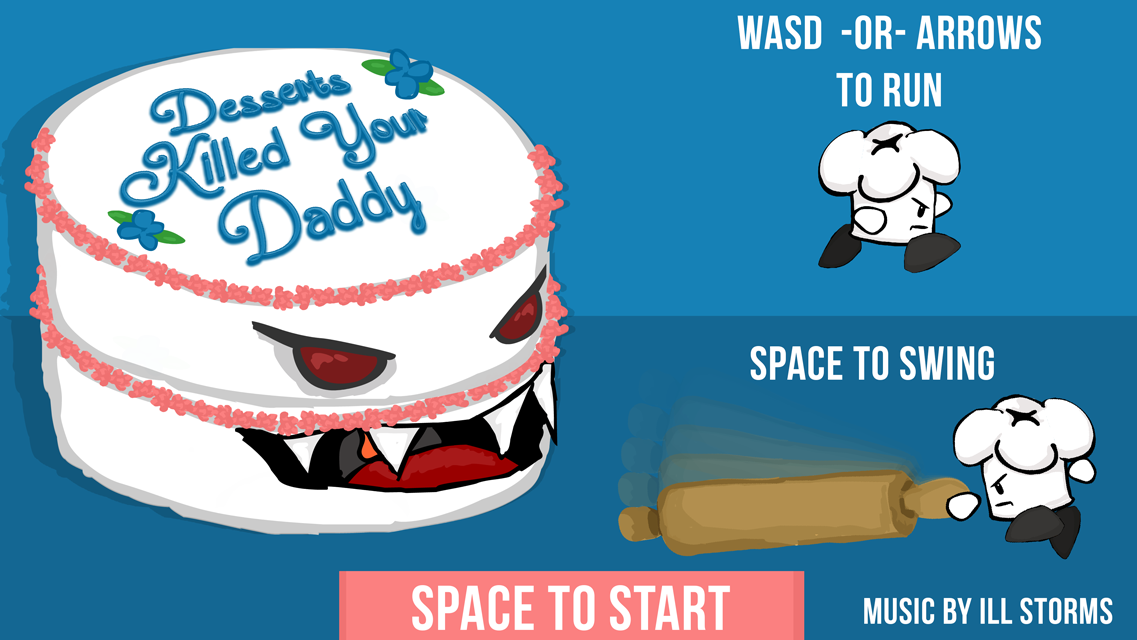 Desserts
Killed Your
Daddy
WASD -OR- ARROWS
TO RUN
SPACE TO SWING
SPACE TO START
MUSIC BY ILL STORMS